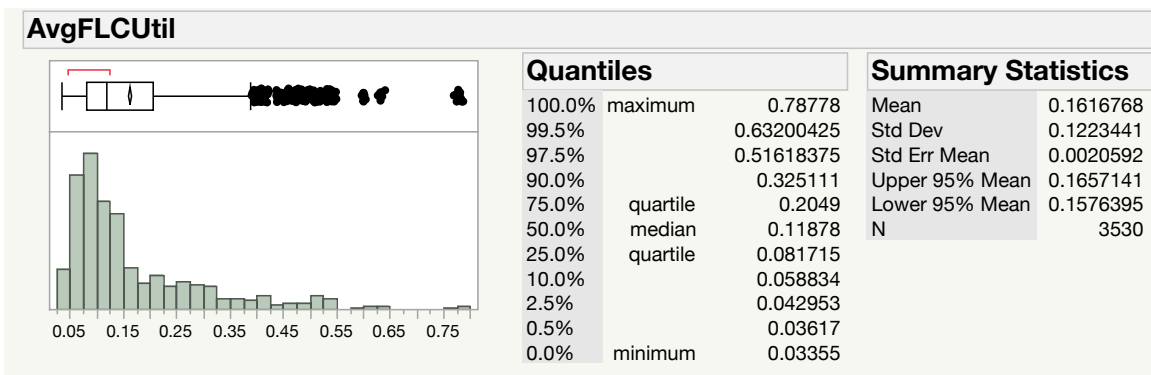 AvgFLCUtil
0.05 0.15 0.25 0.35 0.45 0.55 0.65 0.75
Quantiles
100.0% maximum 0.78778
99.5% 0.63200425
97.5% 0.51618375
90.0% 0.325111
75.0% quartile 0.2049
50.0% median 0.11878
25.0% quartile 0.081715
10.0% 0.058834
2.5% 0.042953
0.5% 0.03617
0.0% minimum 0.03355
Summary Statistics
Mean 0.1616768
Std Dev 0.1223441
Std Err Mean 0.0020592
Upper 95% Mean 0.1657141
Lower 95% Mean 0.1576395
N 3530